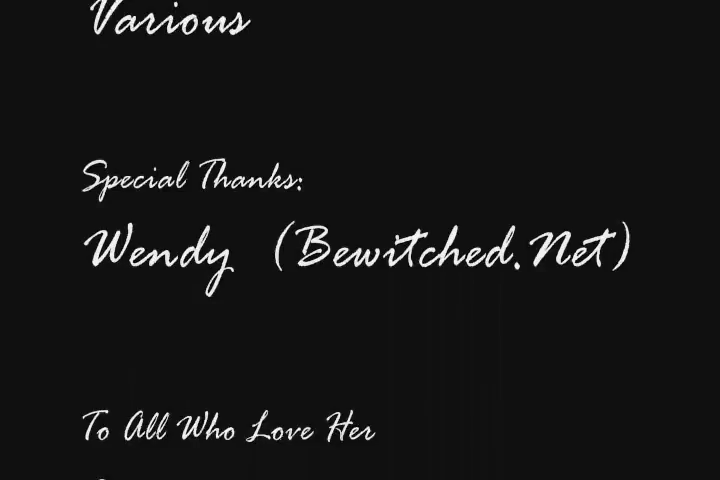 Various
Special Thanks:
Wendy (Bewitched.Net)
To All Who Love Her